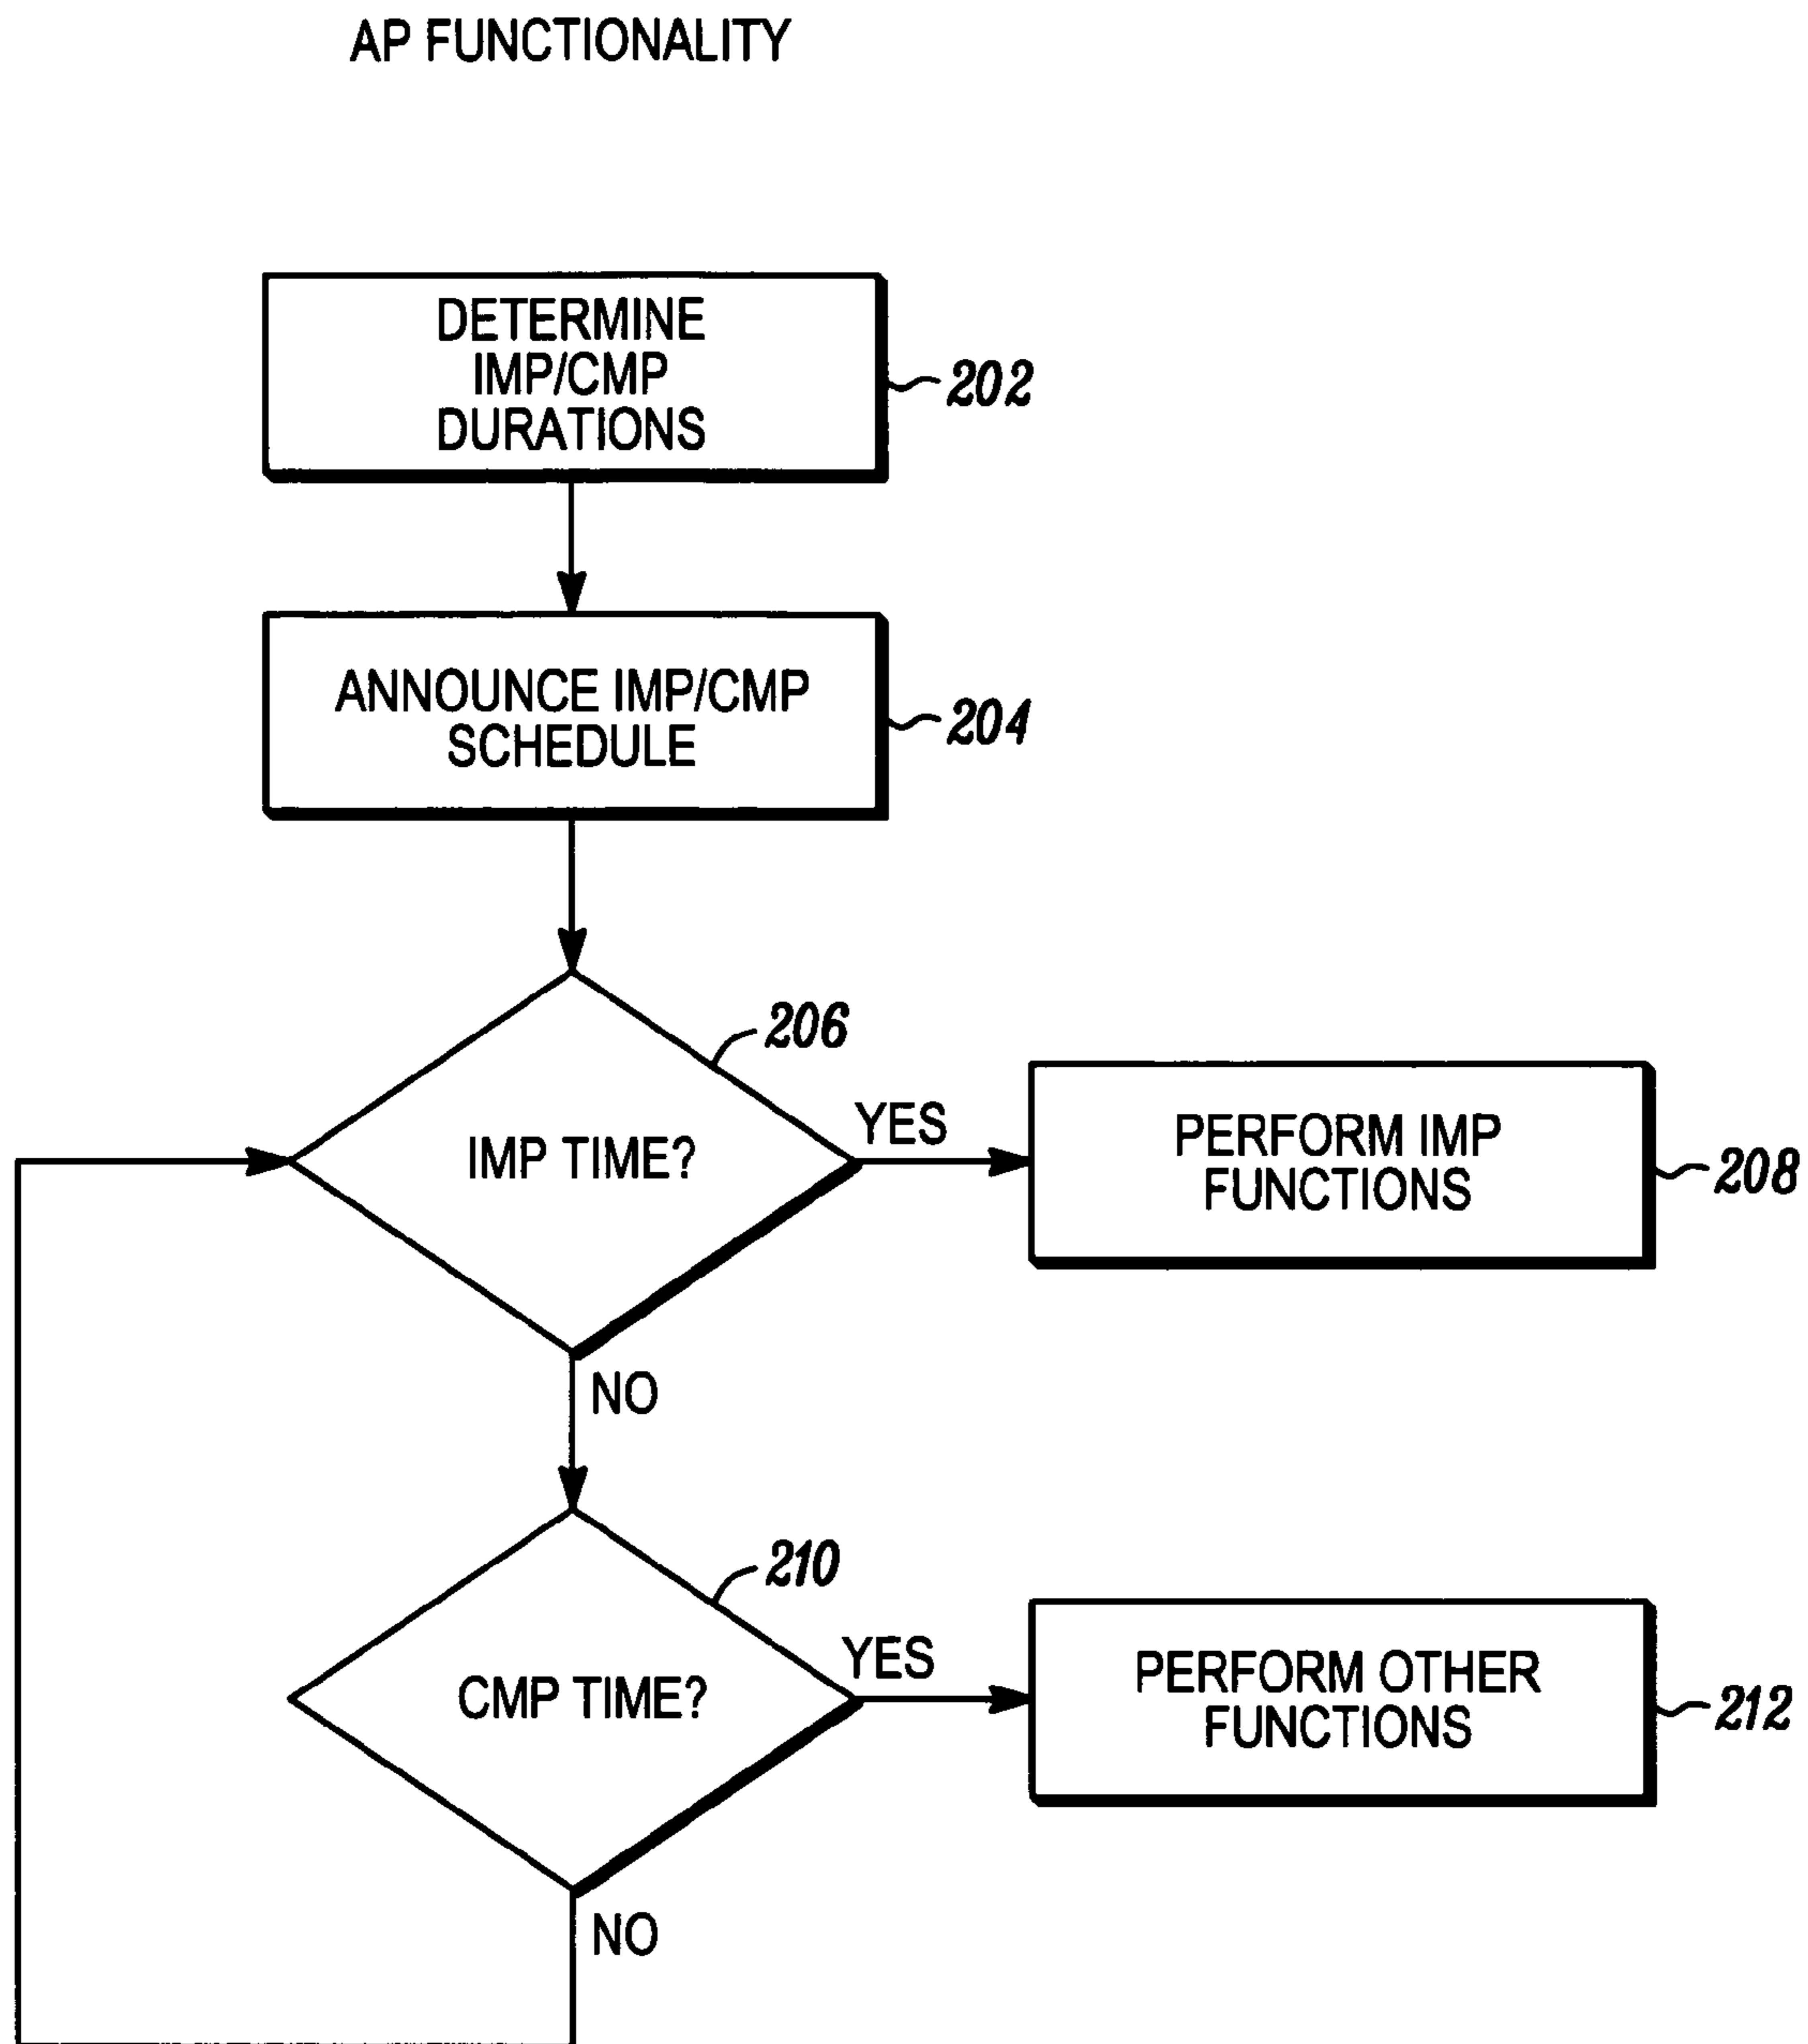 AP FUNCTIONALITY
DETERMINE
IMP/CMP
DURATIONS
202
ANNOUNCE IMP/CMP
SCHEDULE
204
206
IMP TIME?
YES
PERFORM IMP
FUNCTIONS
208
NO
210
CMP TIME?
YES
PERFORM OTHER
FUNCTIONS
212
NO